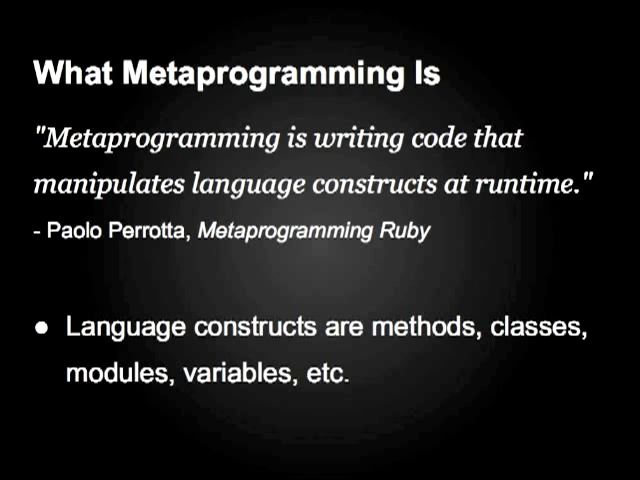 What Metaprogramming Is
"Metaprogramming is writing code that
manipulates language constructs at runtime."
- Paolo Perrotta, Metaprogramming Ruby
● Language constructs are methods, classes,
modules, variables, etc.